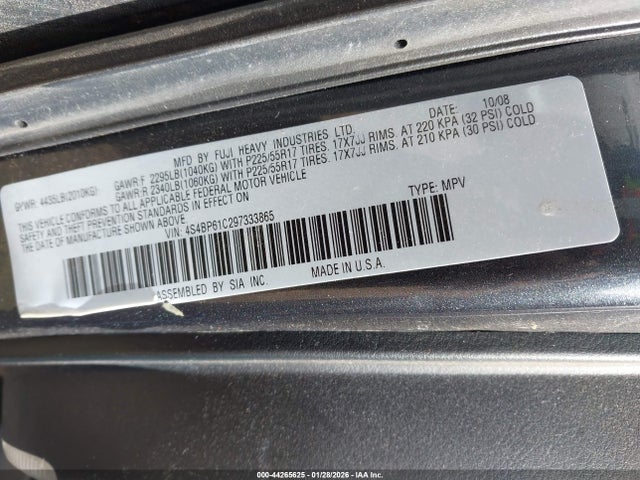 MFD BY FUJI HEAVY INDUSTRIES LTD. DATE: 10/08
GVWR: 4435LB(2010KG) GAWR:F 2295LB(1040KG) WITH P225/55R17 TIRES. 17X7JJ RIMS. AT 220 KPA (32 PSI) COLD
GAWR:R 2340LB(1060KG) WITH P225/55R17 TIRES. 17X7JJ RIMS. AT 210 KPA (30 PSI) COLD
THIS VEHICLE CONFORMS TO ALL APPLICABLE FEDERAL MOTOR VEHICLE
SAFETY AND THEFT PREVENTION STANDARDS IN EFFECT ON
THE DATE OF MANUFACTURE SHOWN ABOVE.
VIN: 4S4BP61C297333865 TYPE: MPV
ASSEMBLED BY SIA INC. MADE IN U.S.A.
000-44265625 | 01/28/2026 - IAA Inc.